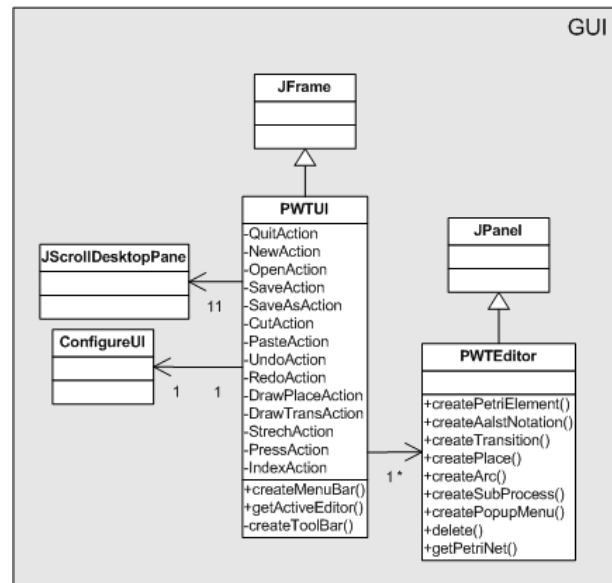 GUI
JFrame
PWTUI
-QuitAction
-NewAction
-OpenAction
-SaveAction
-SaveAsAction
-CutAction
-PasteAction
-UndoAction
-RedoAction
-DrawPlaceAction
-DrawTransAction
-StrechAction
-PressAction
-IndexAction
+createMenuBar()
+getActiveEditor()
-createToolBar()
JScrollDesktopPane
11
ConfigureUI
1 1
JPanel
PWTEditor
+createPetriElement()
+createAalstNotation()
+createTransition()
+createPlace()
+createArc()
+createSubProcess()
+createPopupMenu()
+delete()
+getPetriNet()
1 *